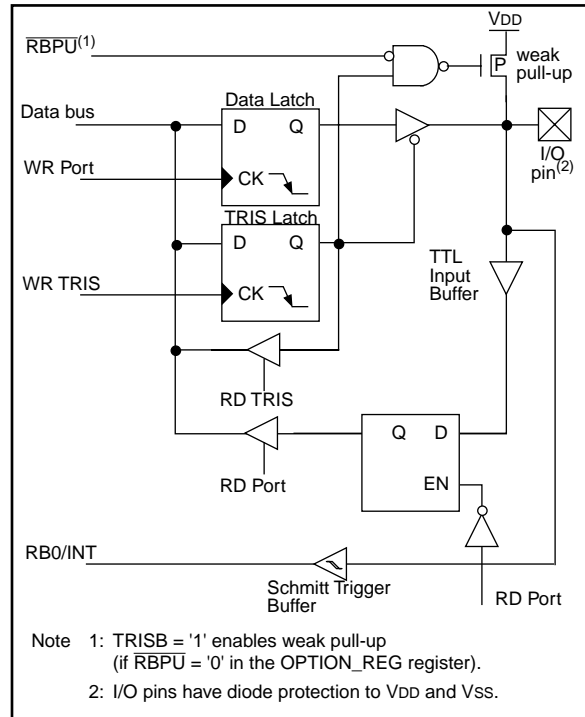 VDD
RBPU(1)
P
weak
pull-up
Data bus
Data Latch
D Q
WR Port
CK
I/O
pin(2)
TRIS Latch
D Q
TTL
Input
Buffer
WR TRIS
CK
RD TRIS
Q D
RD Port
EN
RB0/INT
Schmitt Trigger
Buffer
RD Port
Note 1: TRISB = '1' enables weak pull-up
(if RBPU = '0' in the OPTION_REG register).
2: I/O pins have diode protection to VDD and VSS.